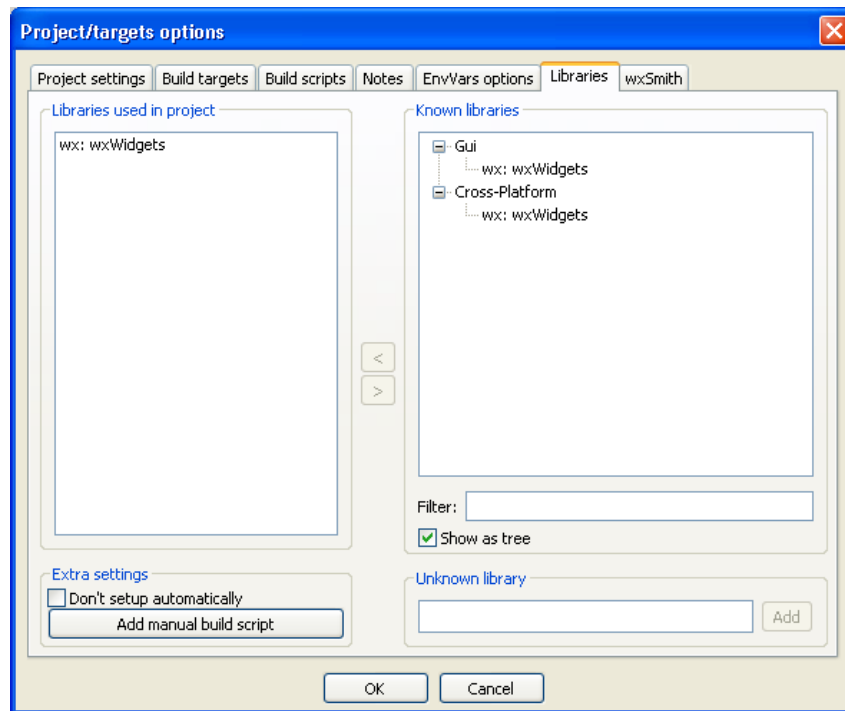 Project/targets options
Project settings Build targets Build scripts Notes EnvVars options Libraries wxSmith
Libraries used in project
wx: wxWidgets
<
>
Known libraries
Gui
wx: wxWidgets
Cross-Platform
wx: wxWidgets
Filter:
Show as tree
Extra settings
Don't setup automatically
Add manual build script
Unknown library
Add
OK Cancel